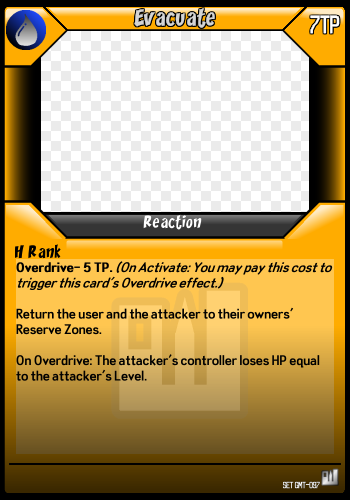 Evacuate
7TP
Reaction
H Rank
Overdrive- 5 TP. (On Activate: You may pay this cost to
trigger this card's Overdrive effect.)
Return the user and the attacker to their owners'
Reserve Zones.
On Overdrive: The attacker's controller loses HP equal
to the attacker's Level.
SET GMT-097